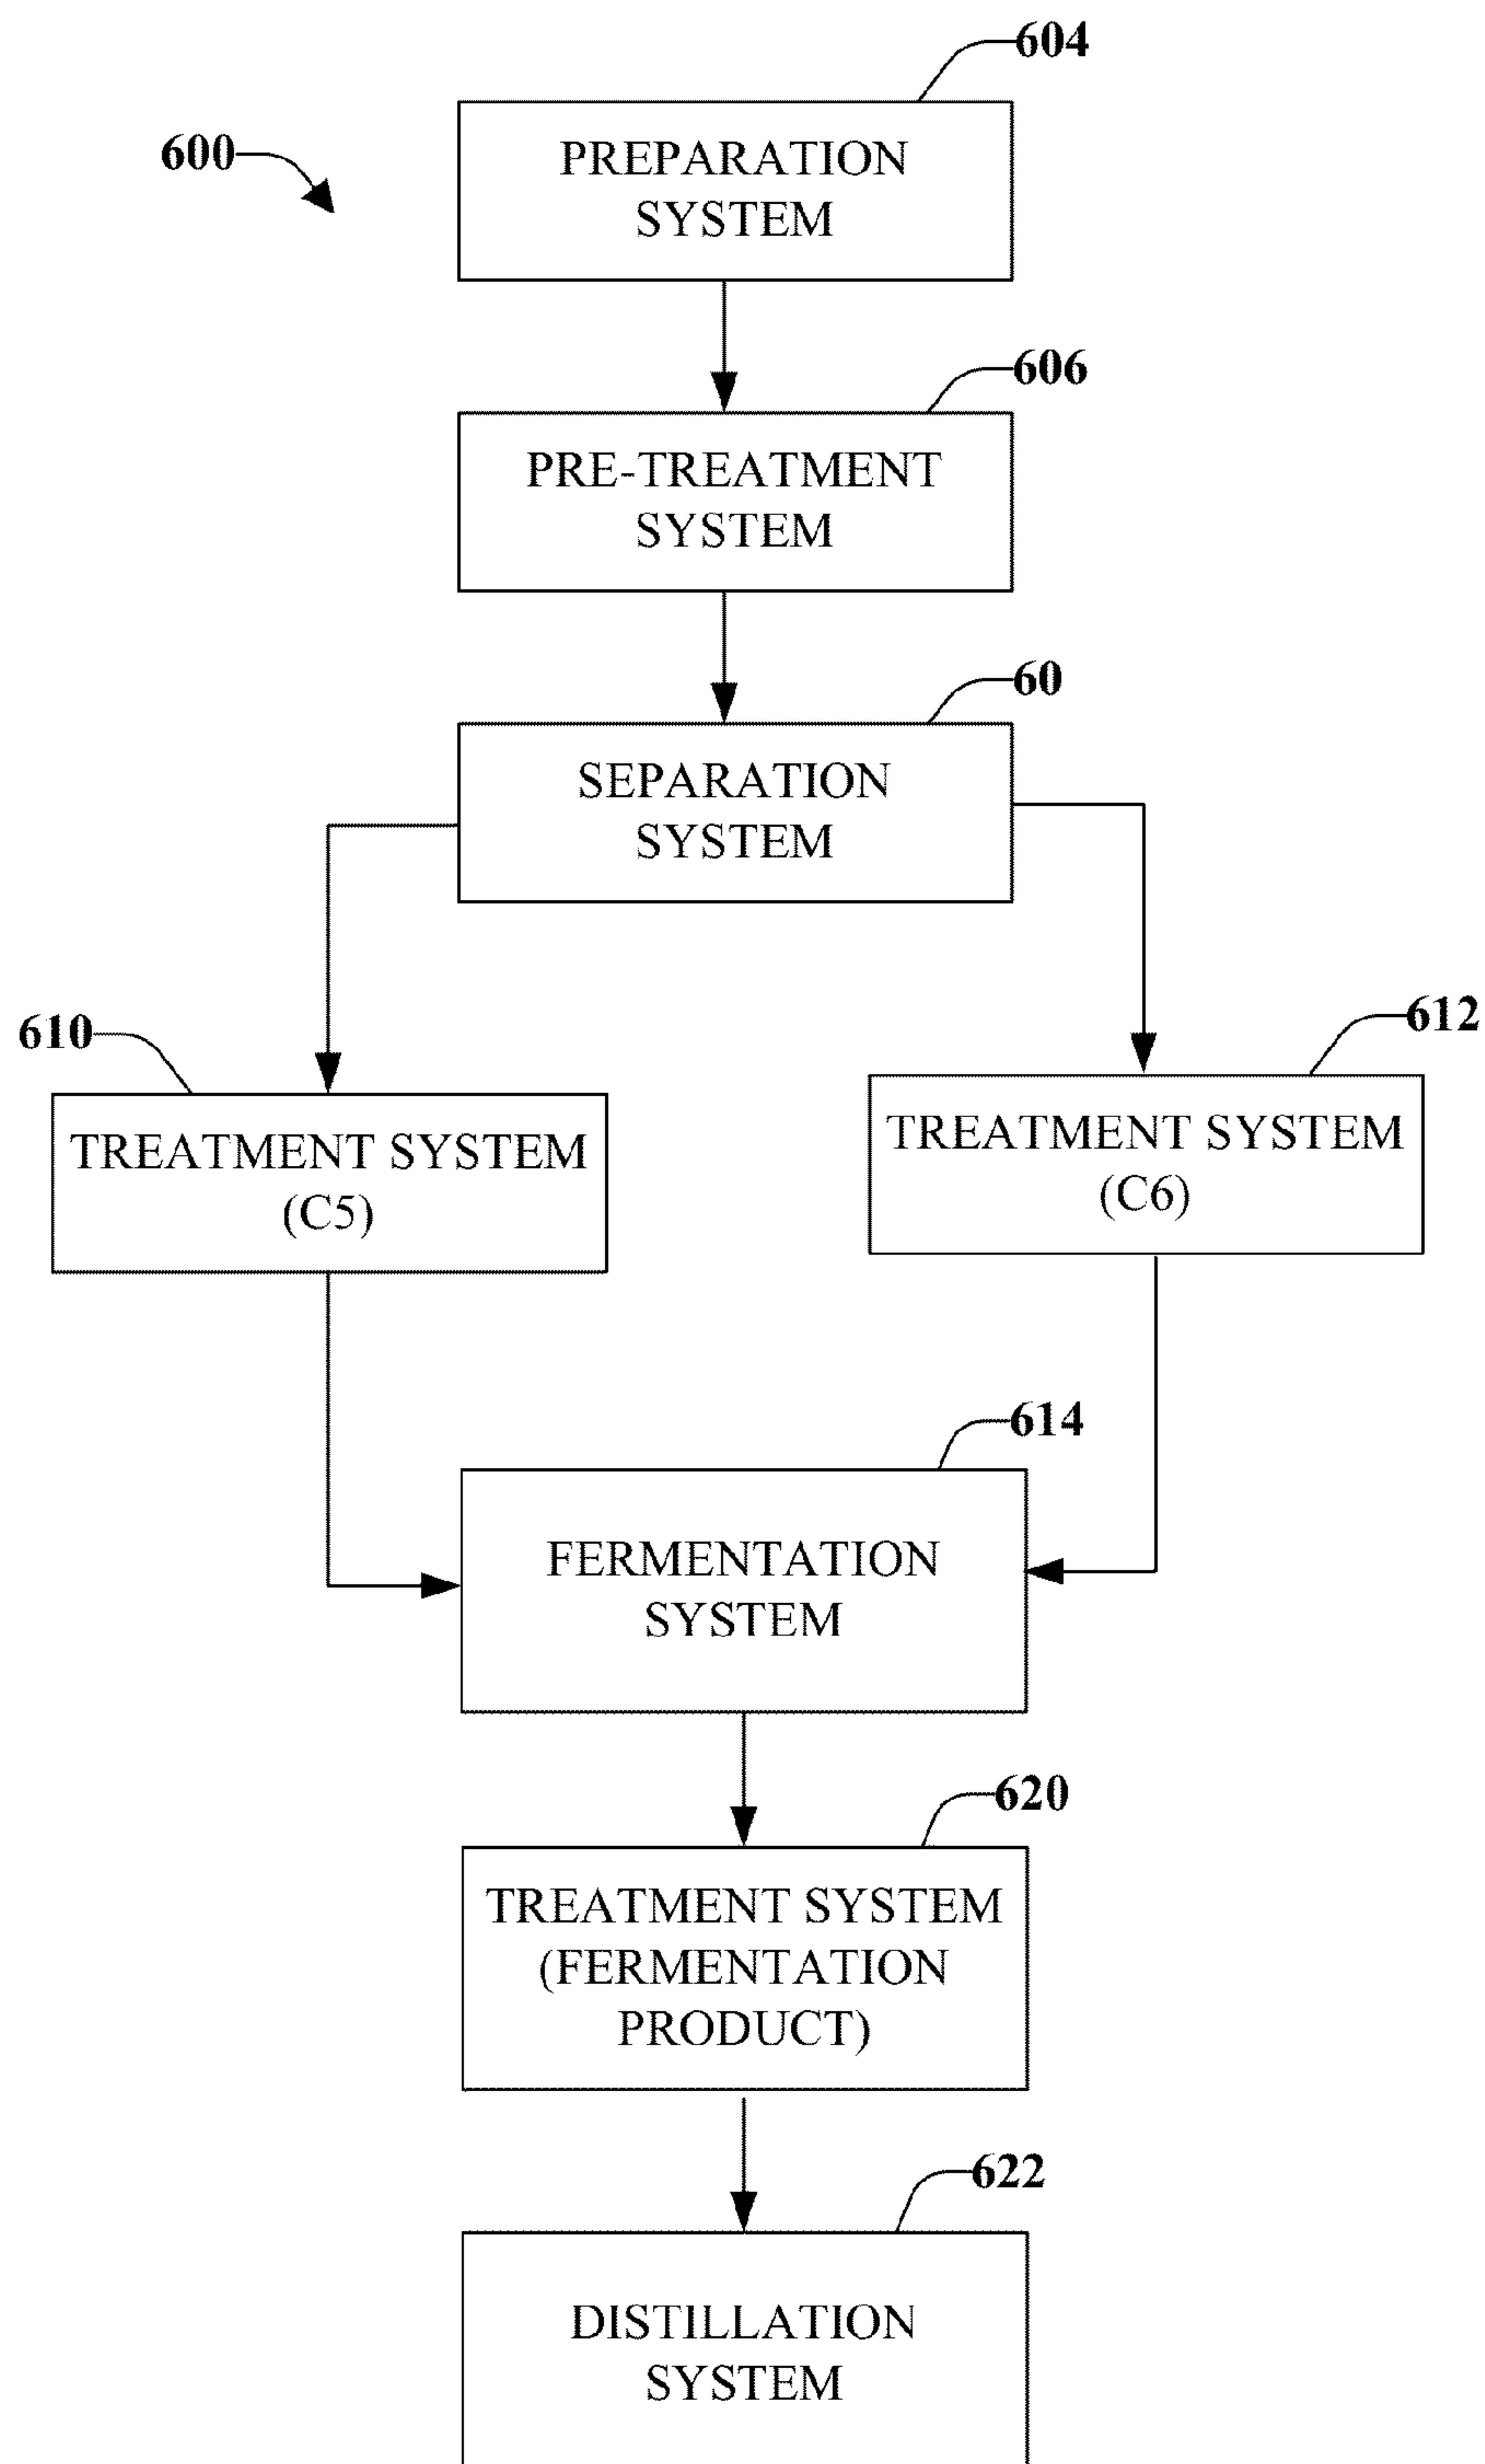 604
600
PREPARATION
SYSTEM
606
PRE-TREATMENT
SYSTEM
60
SEPARATION
SYSTEM
610
612
TREATMENT SYSTEM
(C5)
TREATMENT SYSTEM
(C6)
614
FERMENTATION
SYSTEM
620
TREATMENT SYSTEM
(FERMENTATION
PRODUCT)
622
DISTILLATION
SYSTEM